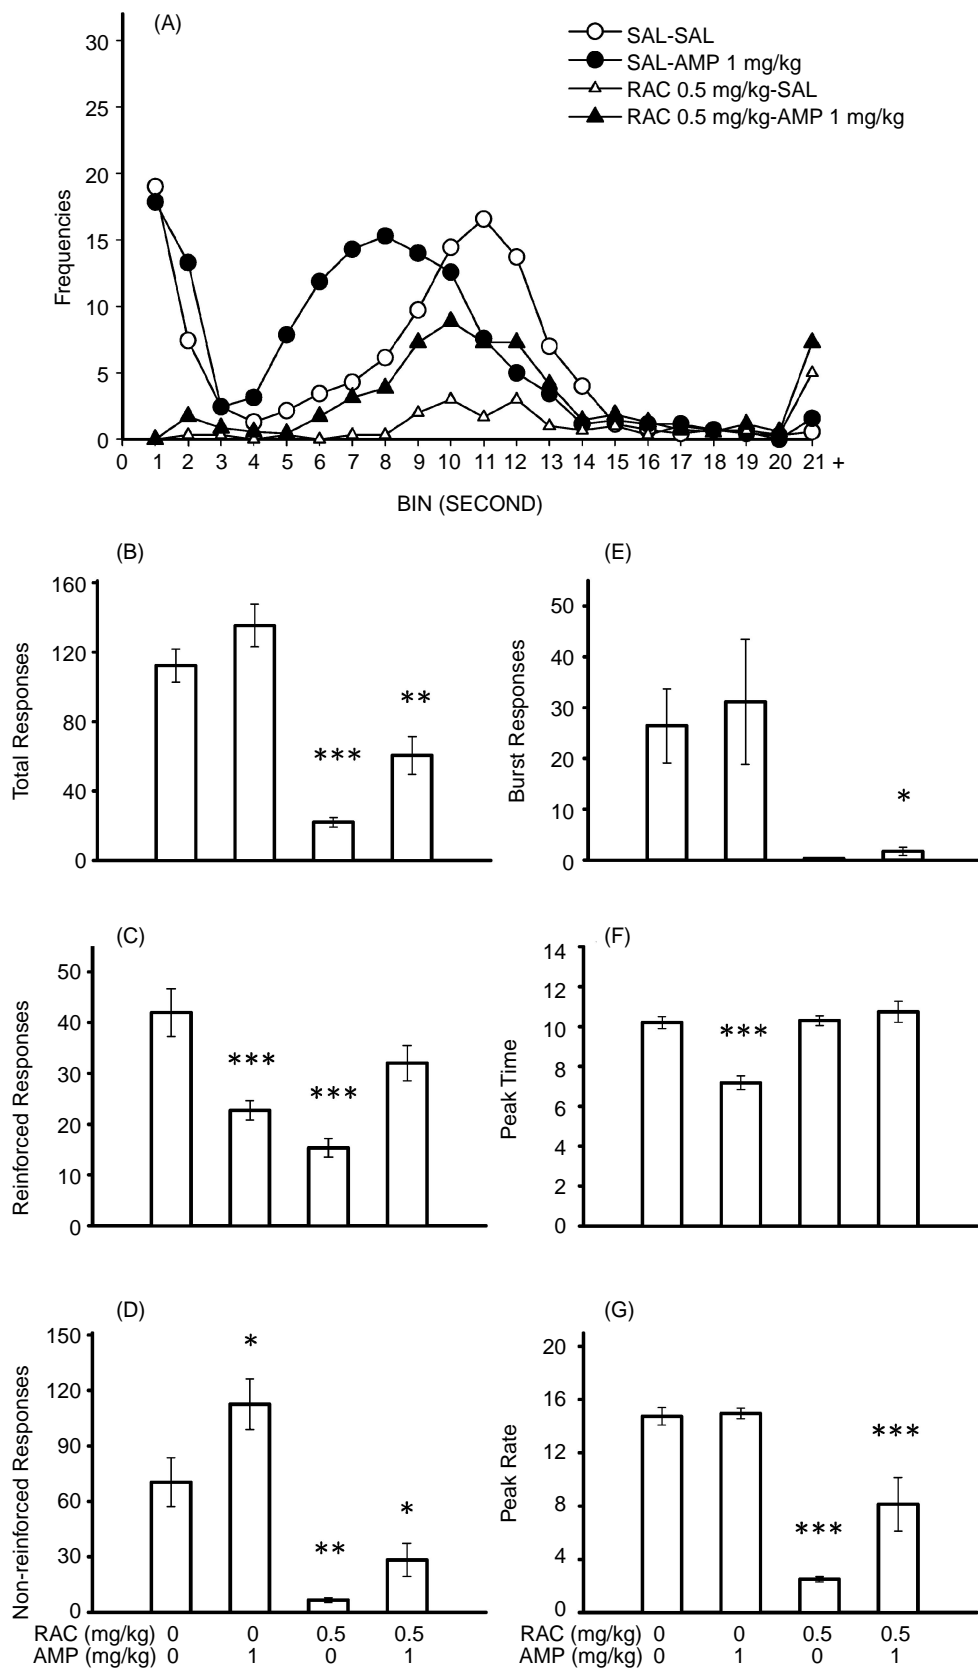 (A)
SAL-SAL
SAL-AMP 1 mg/kg
RAC 0.5 mg/kg-SAL
RAC 0.5 mg/kg-AMP 1 mg/kg
Frequencies
30
25
20
15
10
5
0
0 1 2 3 4 5 6 7 8 9 10 11 12 13 14 15 16 17 18 19 20 21 +
BIN (SECOND)
(B)
Total Responses
160
120
80
40
0
***
**
(E)
Burst Responses
50
40
30
20
10
0
*
(C)
Reinforced Responses
50
40
30
20
10
0
***
***
(F)
Peak Time
14
12
10
8
6
4
2
0
***
(D)
Non-reinforced Responses
150
120
90
60
30
0
*
**
*
(G)
Peak Rate
20
16
12
8
4
0
***
***
RAC (mg/kg) 0 0 0.5 0.5
AMP (mg/kg) 0 1 0 1
RAC (mg/kg) 0 0 0.5 0.5
AMP (mg/kg) 0 1 0 1